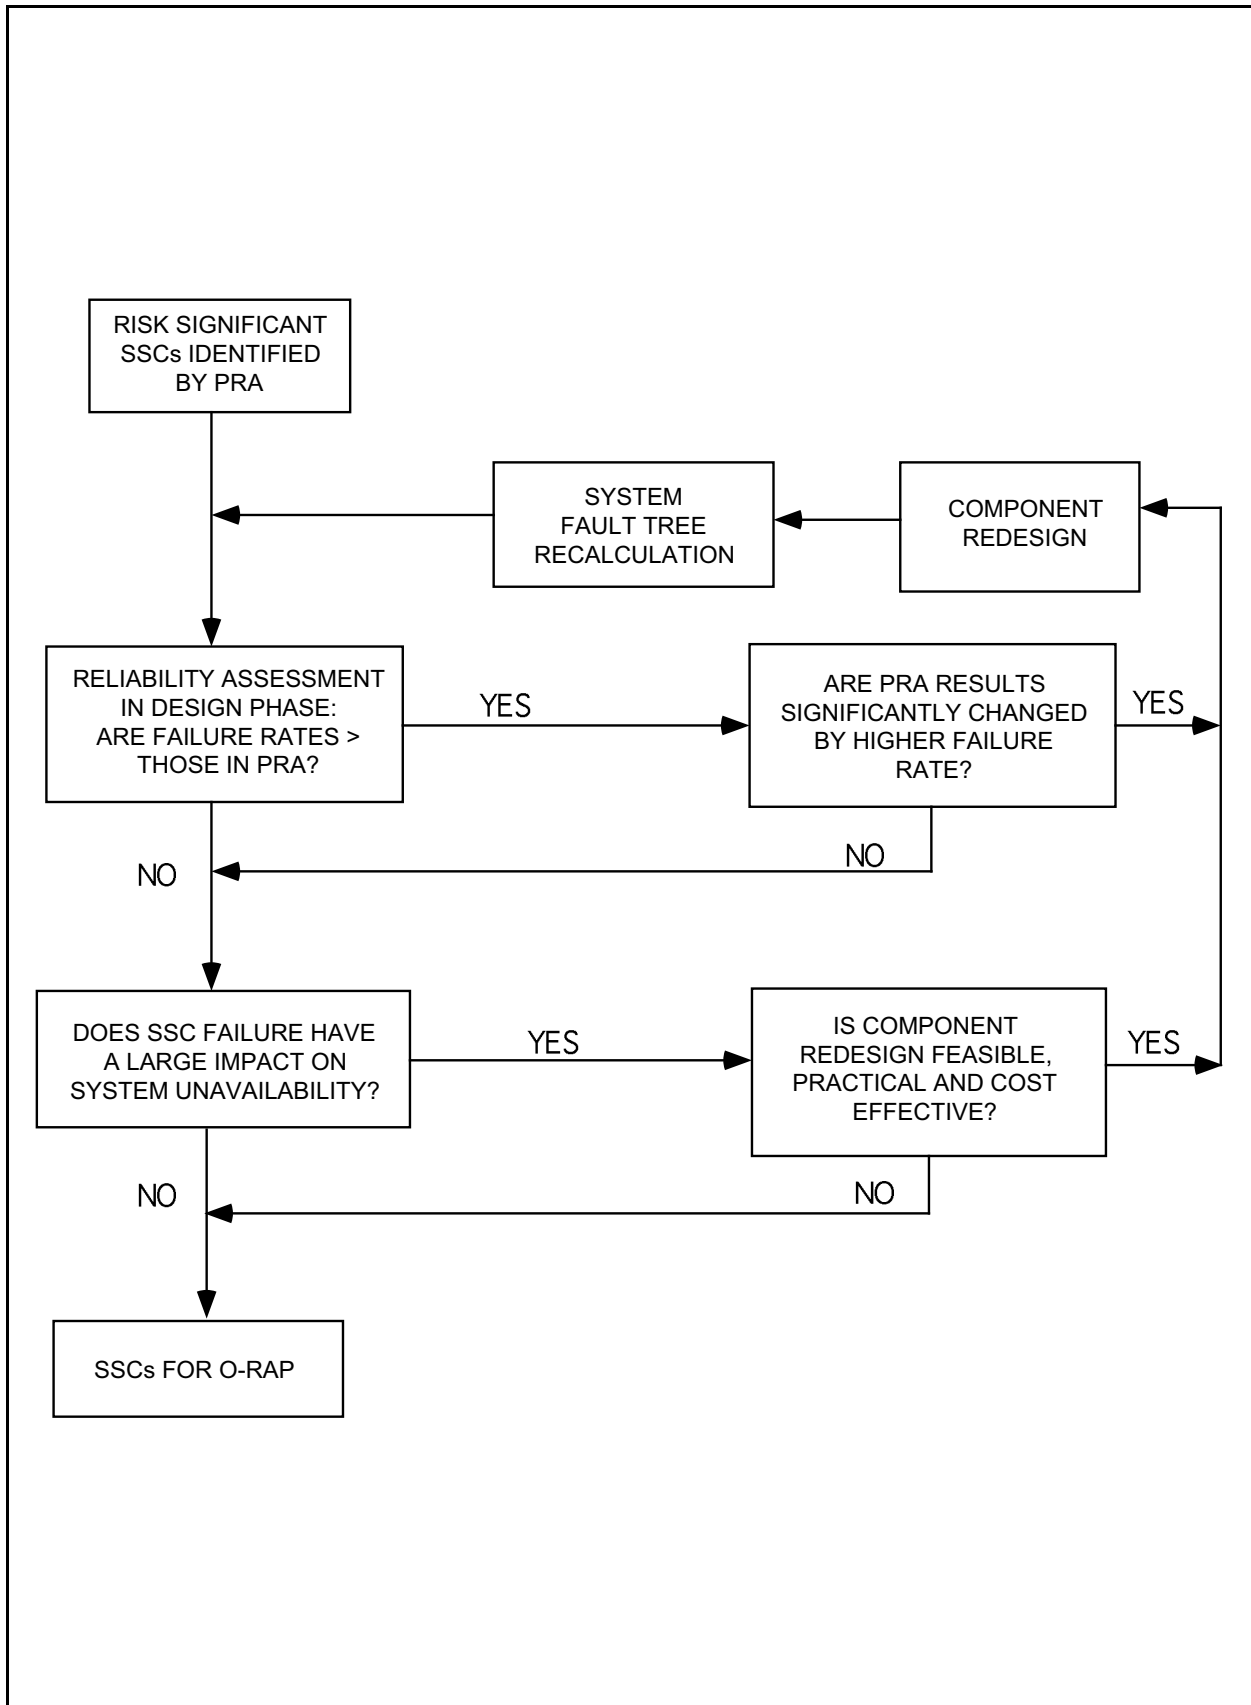 RISK SIGNIFICANT
SSCs IDENTIFIED
BY PRA
SYSTEM
FAULT TREE
RECALCULATION
COMPONENT
REDESIGN
RELIABILITY ASSESSMENT
IN DESIGN PHASE:
ARE FAILURE RATES >
THOSE IN PRA?
YES
ARE PRA RESULTS
SIGNIFICANTLY CHANGED
BY HIGHER FAILURE
RATE?
YES
NO
NO
DOES SSC FAILURE HAVE
A LARGE IMPACT ON
SYSTEM UNAVAILABILITY?
YES
IS COMPONENT
REDESIGN FEASIBLE,
PRACTICAL AND COST
EFFECTIVE?
YES
NO
NO
SSCs FOR O-RAP